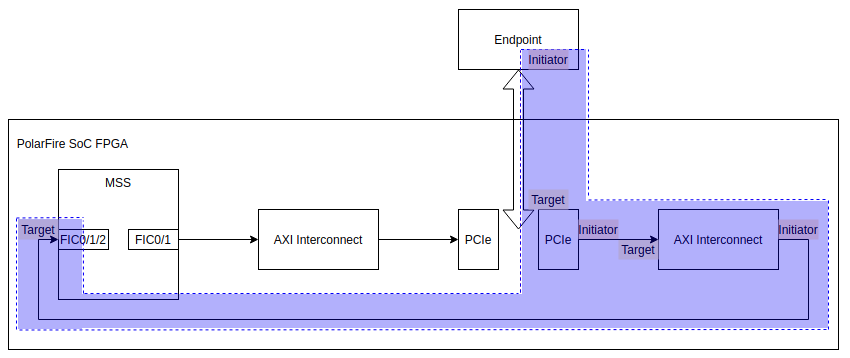 Endpoint
Initiator
PolarFire SoC FPGA
MSS
Target
Target
FIC0/1/2
FIC0/1
AXI Interconnect
PCIe
PCIe
Initiator
Target
AXI Interconnect
Initiator